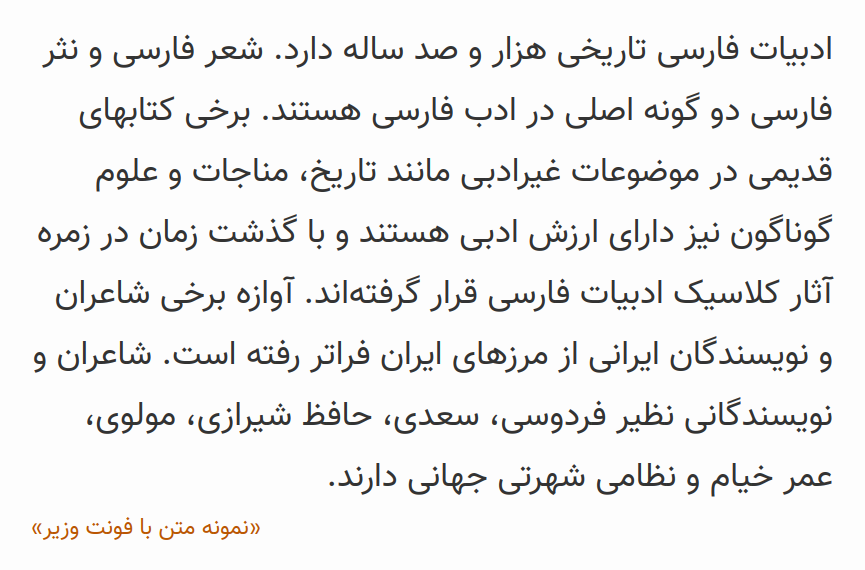 ادبیات فارسی تاریخی هزار و صد ساله دارد. شعر فارسی و نثر
فارسی دو گونه اصلی در ادب فارسی هستند. برخی کتابهای
قدیمی در موضوعات غیرادبی مانند تاریخ، مناجات و علوم
گوناگون نیز دارای ارزش ادبی هستند و با گذشت زمان در زمره
آثار کلاسیک ادبیات فارسی قرار گرفته‌اند. آوازه برخی شاعران
و نویسندگان ایرانی از مرزهای ایران فراتر رفته است. شاعران و
نویسندگانی نظیر فردوسی، سعدی، حافظ شیرازی، مولوی،
عمر خیام و نظامی شهرتی جهانی دارند.
«نمونه متن با فونت وزیر»